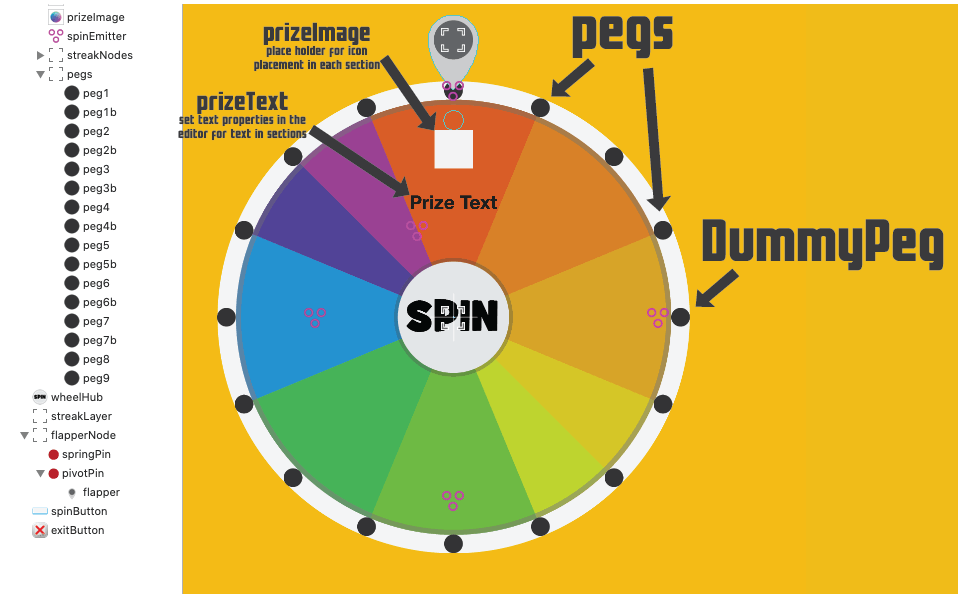 prizeImage
spinEmitter
streakNodes
pegs
peg1
peg1b
peg2
peg2b
peg3
peg3b
peg4
peg4b
peg5
peg5b
peg6
peg6b
peg7
peg7b
peg8
peg9
SPIN wheelHub
streakLayer
flapperNode
springPin
pivotPin
flapper
spinButton
exitButton
prizeImage
place holder for icon
placement in each section
pegs
prizeText
set text properties in the
editor for text in sections
Prize Text
DummyPeg
SPIN